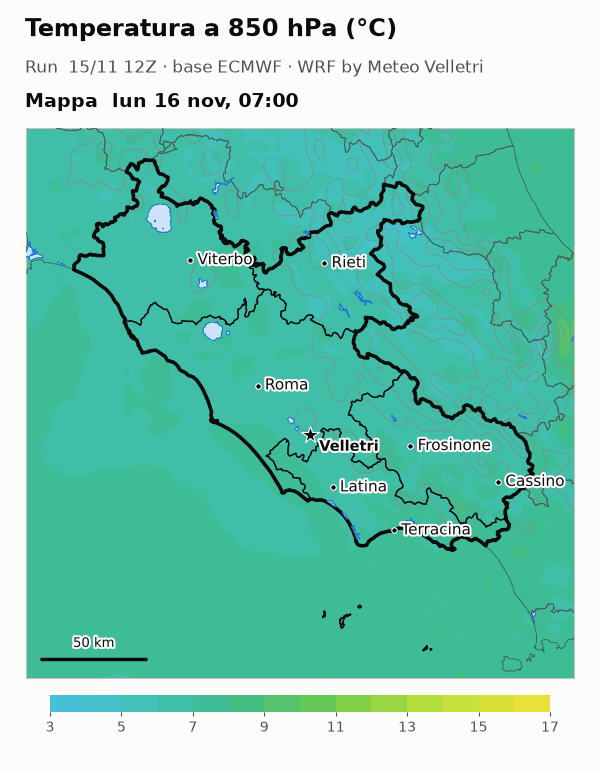 Temperatura a 850 hPa (°C)
Run  15/11 12Z · base ECMWF · WRF by Meteo Velletri
Mappa  lun 16 nov, 07:00
Viterbo
Rieti
Roma
Velletri
Frosinone
Latina
Cassino
Terracina
50 km
3 5 7 9 11 13 15 17